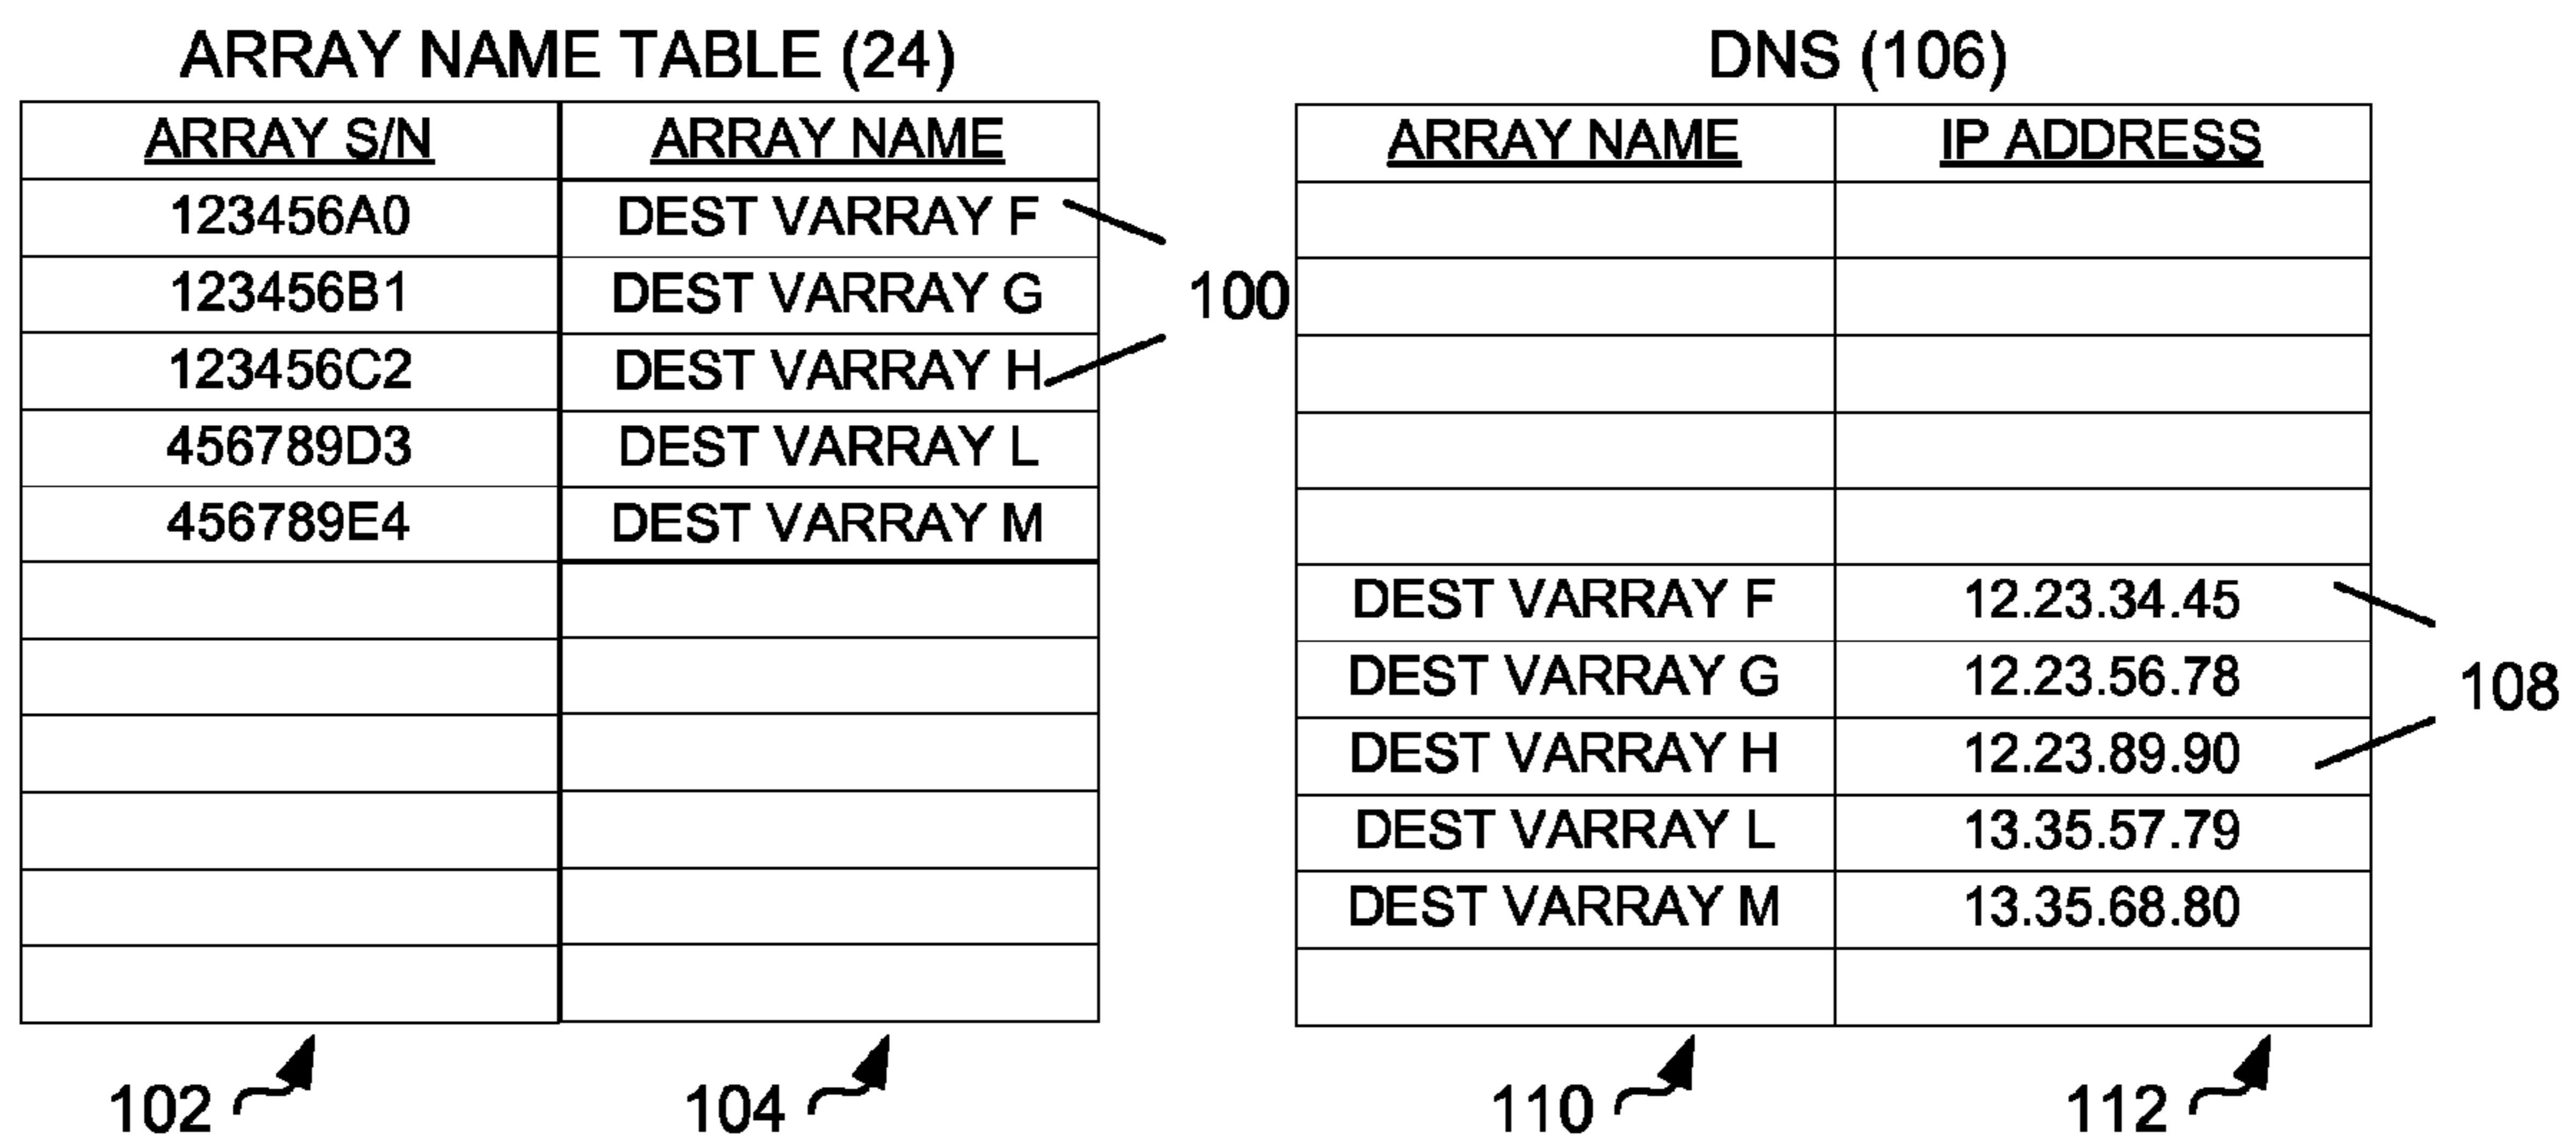 ARRAY NAME TABLE (24)
ARRAY S/N ARRAY NAME
123456A0 DEST VARRAY F
123456B1 DEST VARRAY G
123456C2 DEST VARRAY H
456789D3 DEST VARRAY L
456789E4 DEST VARRAY M
100
102
104
DNS (106)
ARRAY NAME IP ADDRESS
DEST VARRAY F 12.23.34.45
DEST VARRAY G 12.23.56.78
DEST VARRAY H 12.23.89.90
DEST VARRAY L 13.35.57.79
DEST VARRAY M 13.35.68.80
108
110
112